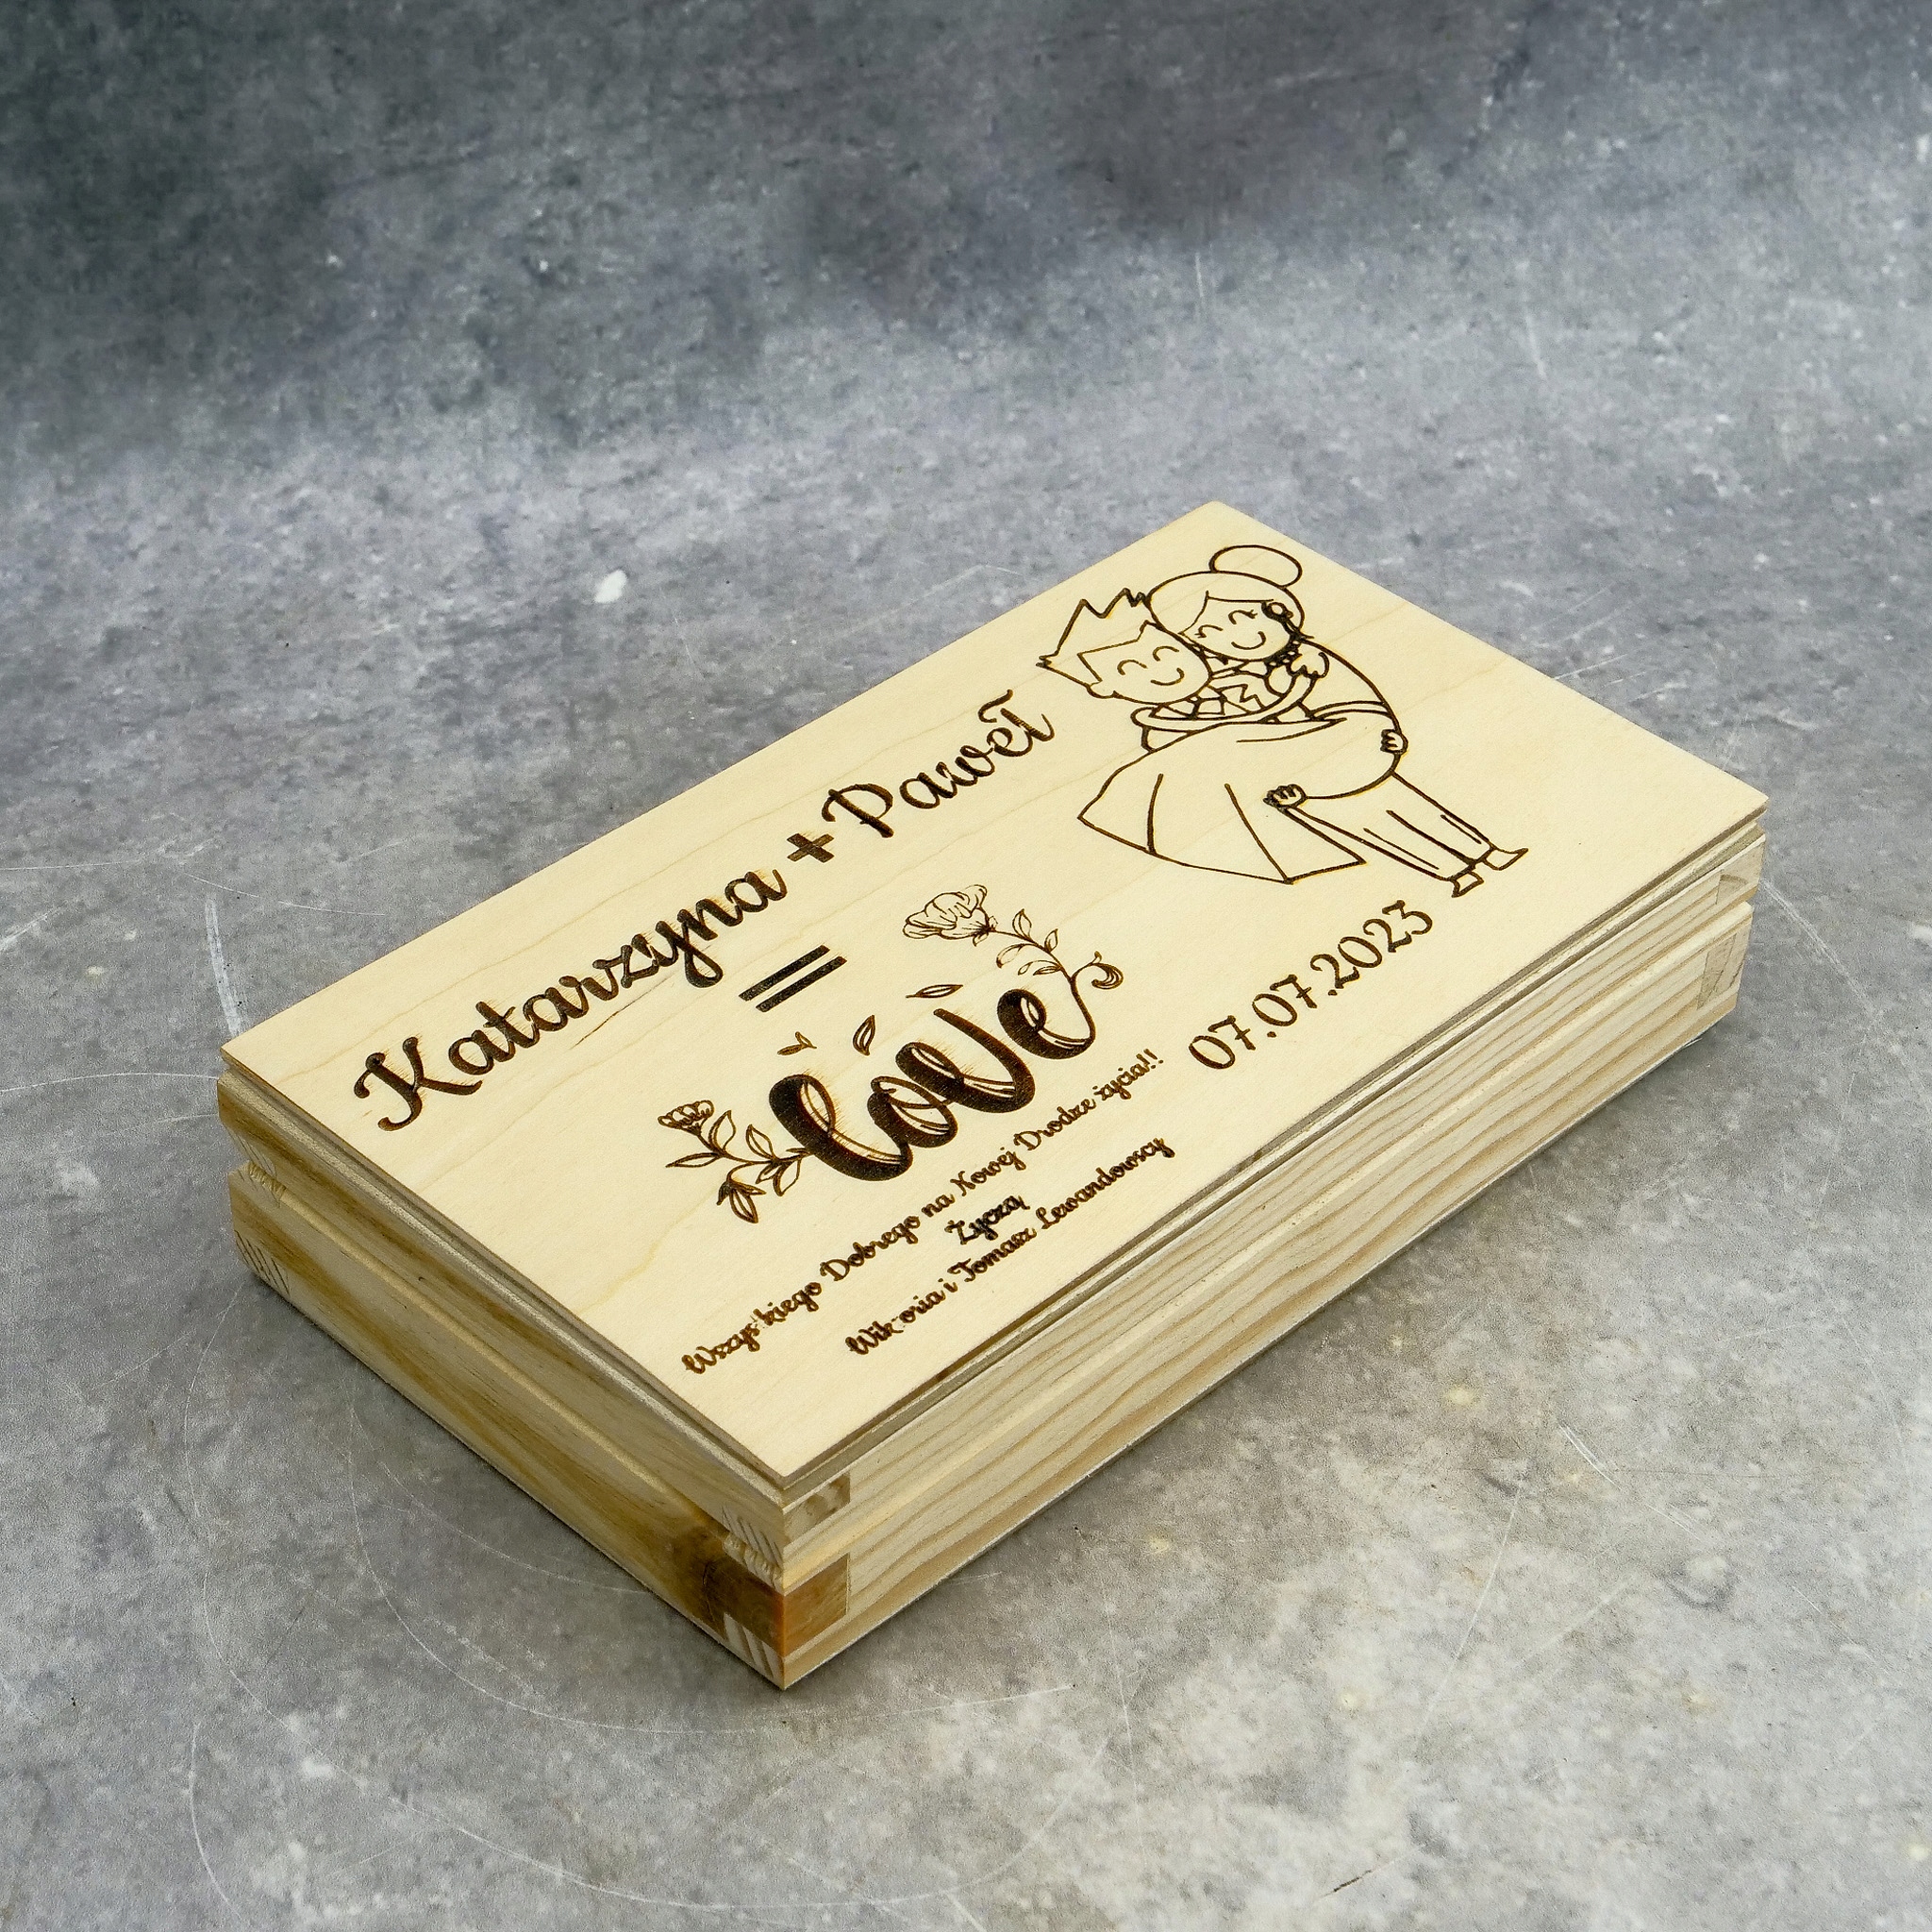 Katarzyna + Paweł
=
love
07.07.2023
Wszystkiego Dobrego na Nowej Drodze życia!!
Życzą
Wiktoria i Tomasz Lewandowscy